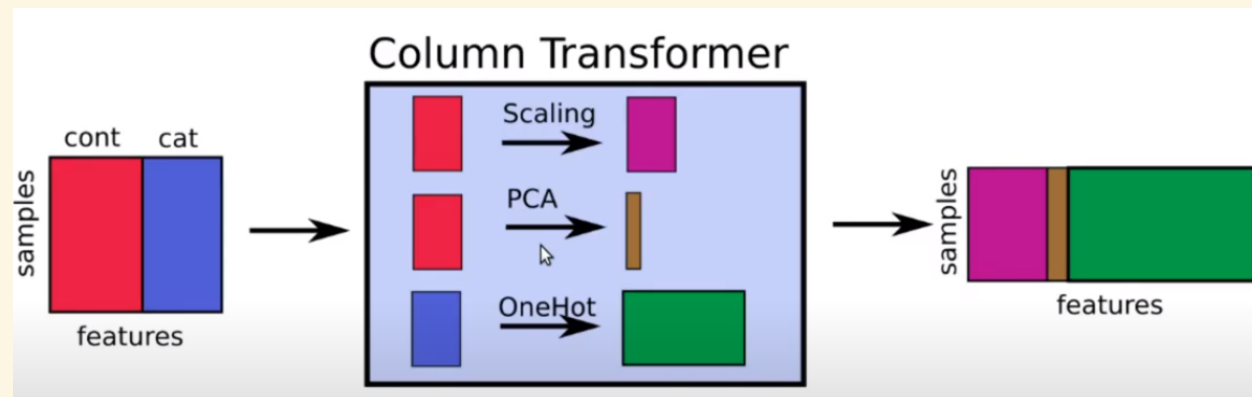 Column Transformer
cont cat
samples
features
Scaling
PCA
OneHot
samples
features